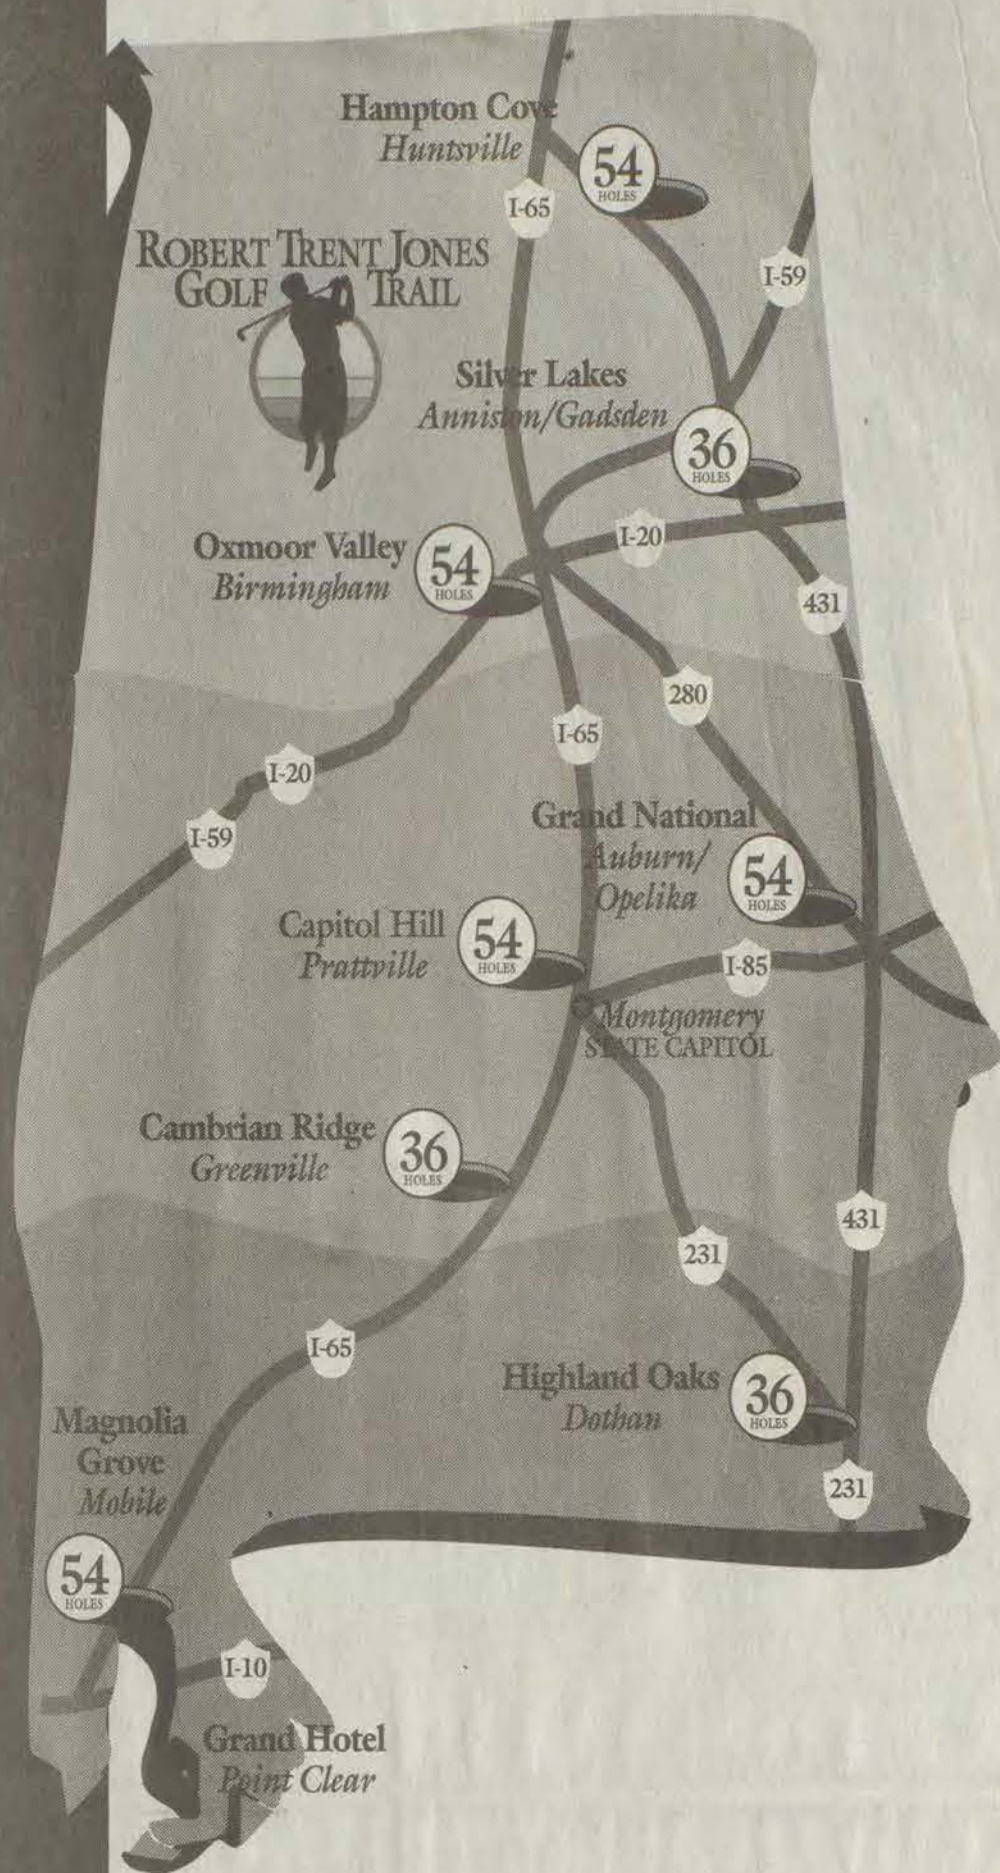 Hampton Cove
Huntsville
54
HOLES
I-65
ROBERT TRENT JONES
GOLF TRAIL
I-59
Silver Lakes
Anniston/Gadsden
36
HOLES
I-20
Oxmoor Valley
Birmingham
54
HOLES
431
280
I-65
I-20
I-59
Grand National
Auburn/
Opelika
54
HOLES
Capitol Hill
Prattville
54
HOLES
I-85
Montgomery
STATE CAPITOL
Cambrian Ridge
Greenville
36
HOLES
431
231
I-65
Highland Oaks
Dothan
36
HOLES
Magnolia
Grove
Mobile
54
HOLES
231
I-10
Grand Hotel
Point Clear